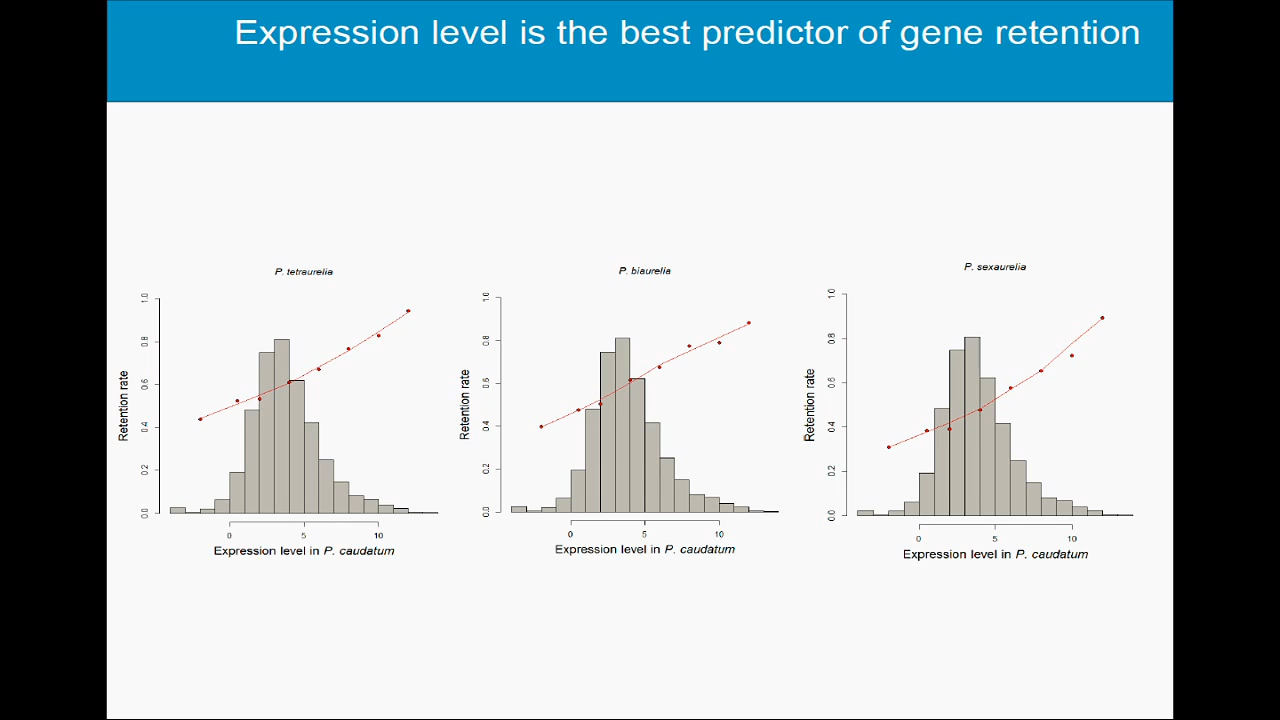 Expression level is the best predictor of gene retention
P. tetraurelia
1.0
0.8
0.6
0.4
0.2
0.0
Retention rate
0 5 10
Expression level in P. caudatum
P. biaurelia
1.0
0.8
0.6
0.4
0.2
0.0
Retention rate
0 5 10
Expression level in P. caudatum
P. sexaurelia
1.0
0.8
0.6
0.4
0.2
0.0
Retention rate
0 5 10
Expression level in P. caudatum